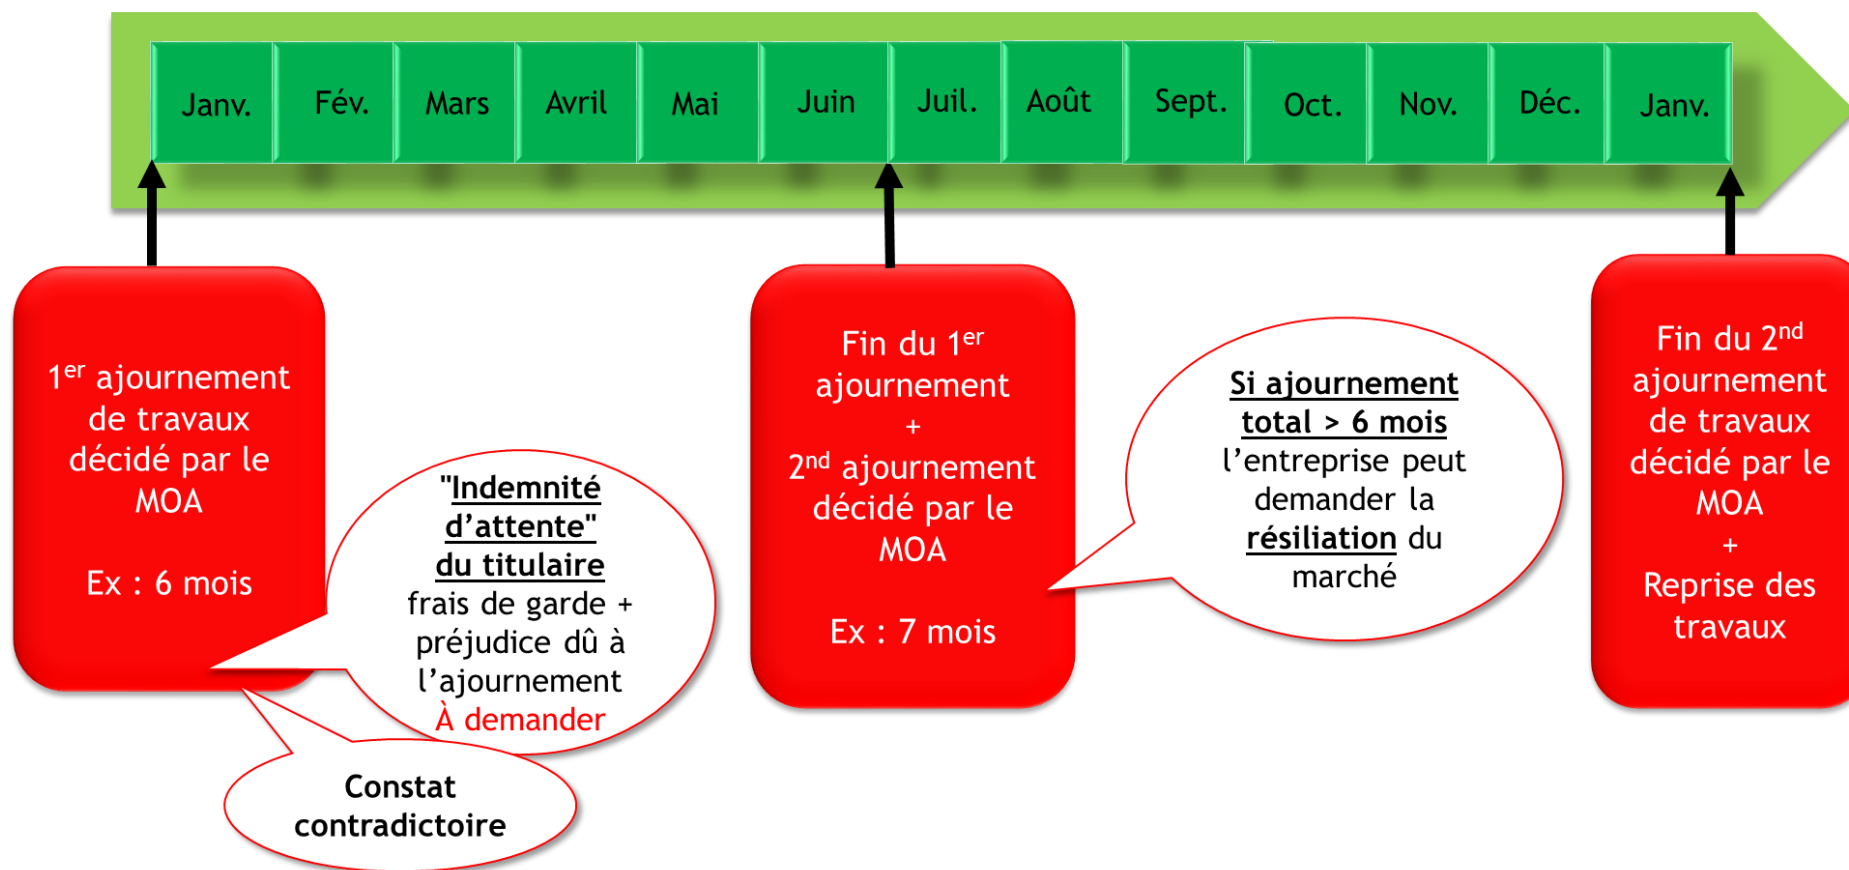 Janv.
Fév.
Mars
Avril
Mai
Juin
Juil.
Août
Sept.
Oct.
Nov.
Déc.
Janv.
1er ajournement
de travaux
décidé par le
MOA
Ex : 6 mois
"Indemnité
d’attente"
du titulaire
frais de garde +
préjudice dû à
l’ajournement
À demander
Constat
contradictoire
Fin du 1er
ajournement
+
2nd ajournement
décidé par le
MOA
Ex : 7 mois
Si ajournement
total > 6 mois
l’entreprise peut
demander la
résiliation du
marché
Fin du 2nd
ajournement
de travaux
décidé par le
MOA
+
Reprise des
travaux